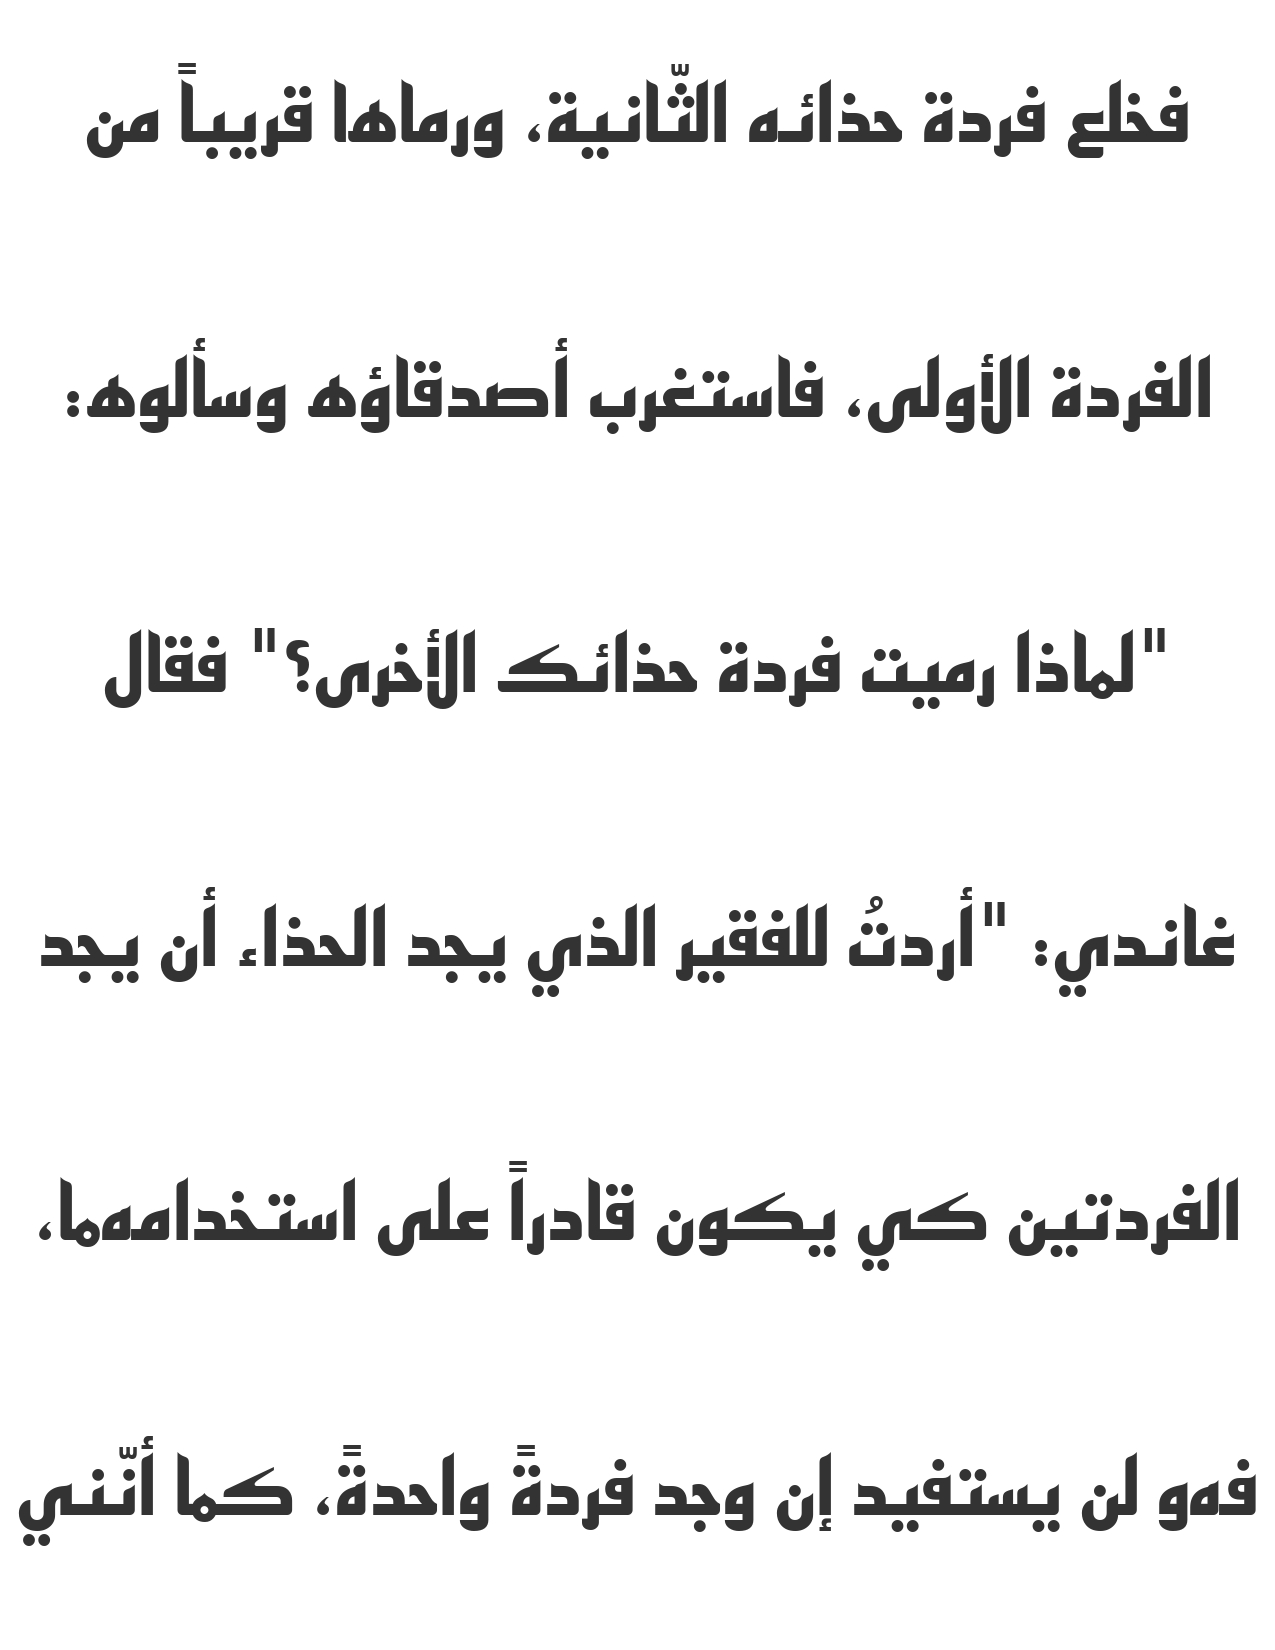 فخلع فردة حذائه الثّانية، ورماها قريباً من
الفردة الأولى، فاستغرب أصدقاؤه وسألوه:
"لماذا رميت فردة حذائك الأخرى؟" فقال
غاندي: "أردتُ للفقير الذي يجد الحذاء أن يجد
الفردتين كي يكون قادراً على استخدامهما،
فهو لن يستفيد إن وجد فردةً واحدةً، كما أنّني